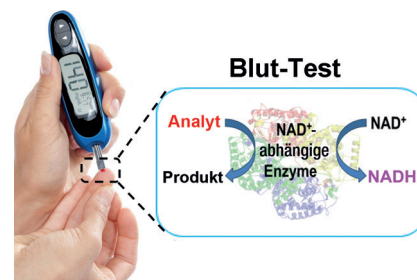 Blut-Test
Analyt
NAD⁺-
abhängige
Enzyme
NAD⁺
Produkt
NADH